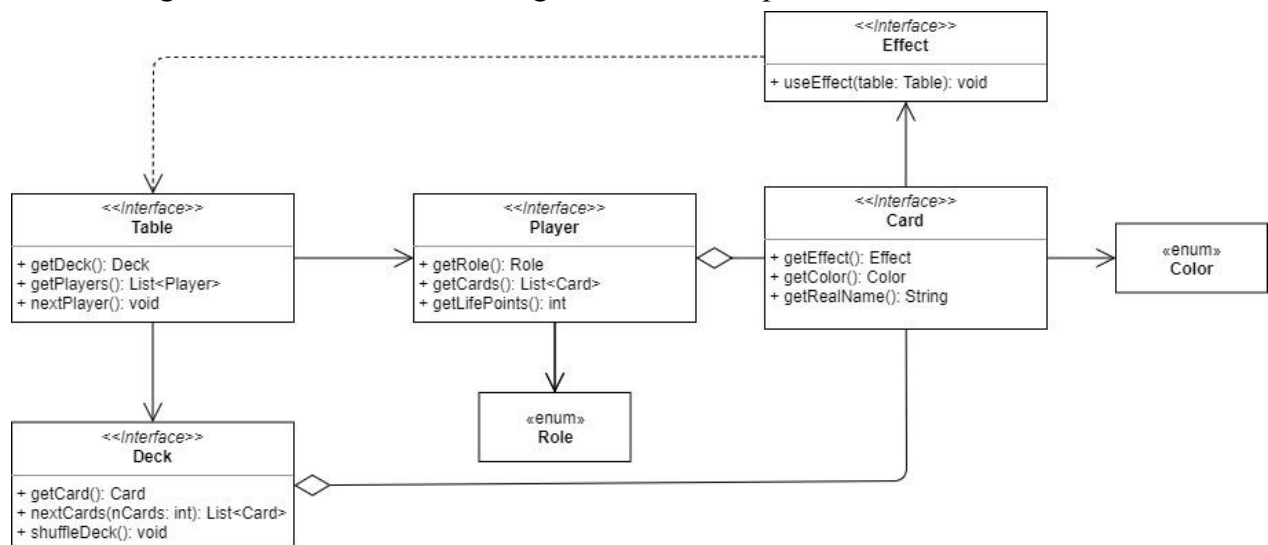 <<Interface>>
Effect
+ useEffect(table: Table): void
<<Interface>>
Table
+ getDeck(): Deck
+ getPlayers(): List<Player>
+ nextPlayer(): void
<<Interface>>
Player
+ getRole(): Role
+ getCards(): List<Card>
+ getLifePoints(): int
<<Interface>>
Card
+ getEffect(): Effect
+ getColor(): Color
+ getRealName(): String
«enum»
Color
«enum»
Role
<<Interface>>
Deck
+ getCard(): Card
+ nextCards(nCards: int): List<Card>
+ shuffleDeck(): void